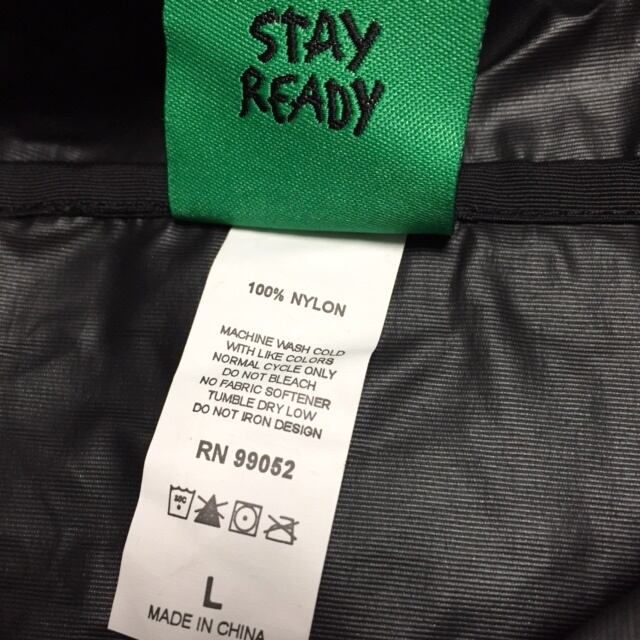 STAY
READY
100% NYLON
MACHINE WASH COLD
WITH LIKE COLORS
NORMAL CYCLE ONLY
DO NOT BLEACH
NO FABRIC SOFTENER
TUMBLE DRY LOW
DO NOT IRON DESIGN
RN 99052
30C
L
MADE IN CHINA